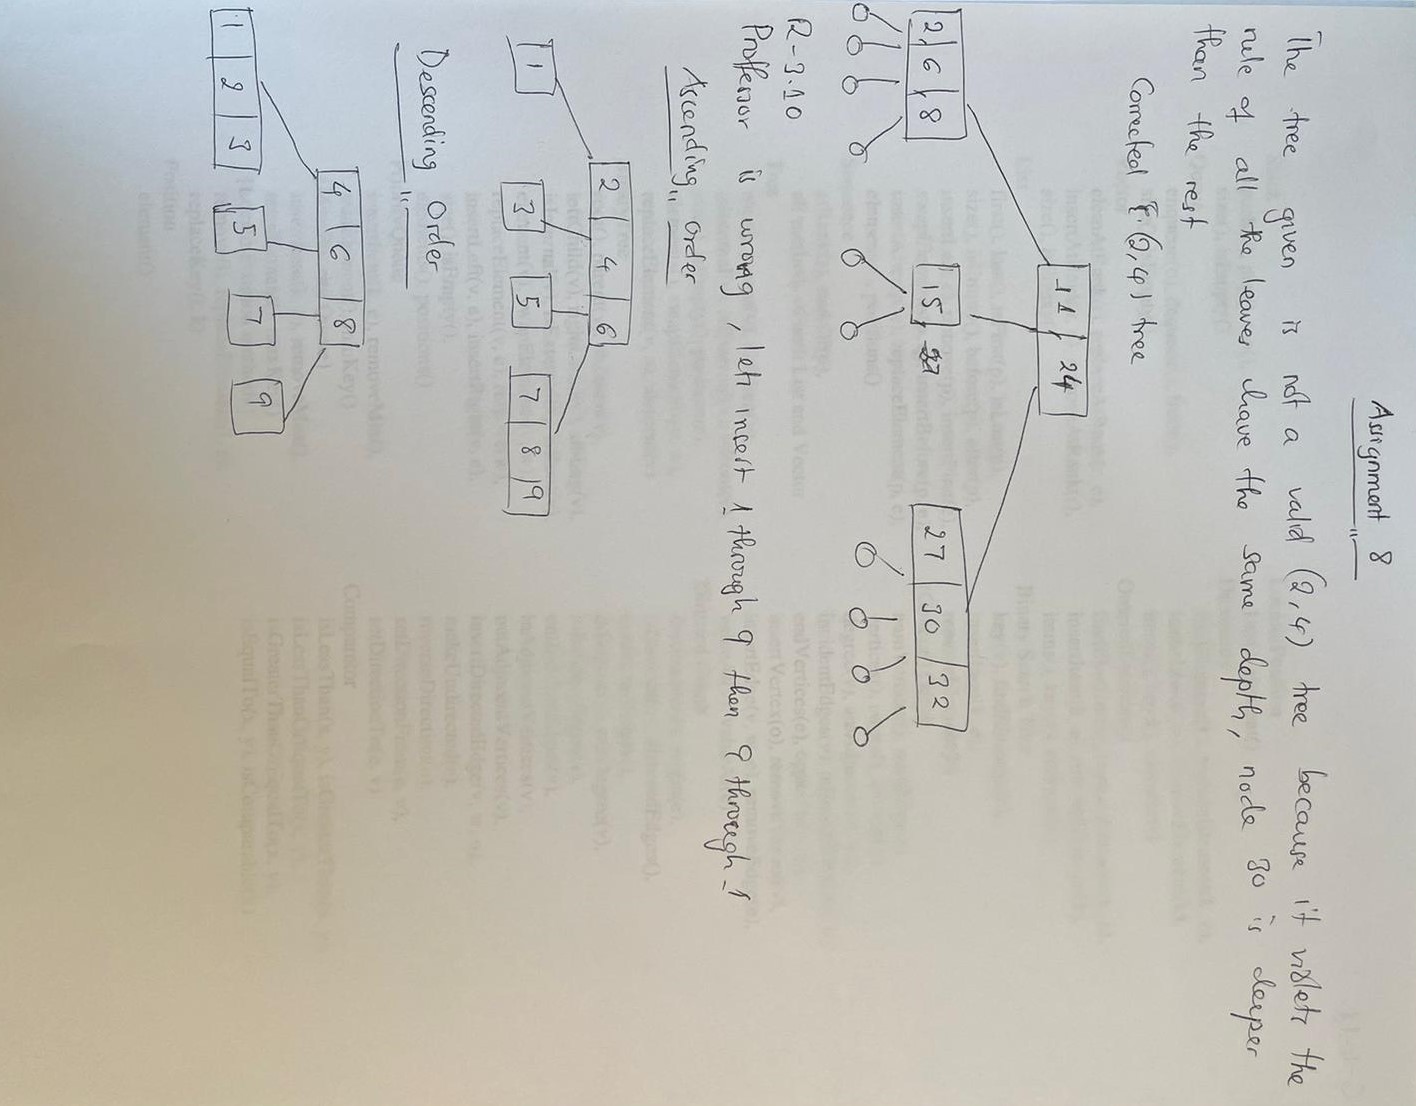 Assignment 8
The tree given is not a valid (2,4) tree because it violets the
rule of all the leaves have the same depth, node 30 is deeper
than the rest
Corrected (2,4) tree
11 24
2 6 8 15 27 30 32
R-3.10
Proffessor is wrong, lets insert 1 through 9 then 9 through 1
Ascending Order
2 4 6
1 3 5 7 8 9
Descending Order
4 6 8
1 2 3 5 7 9